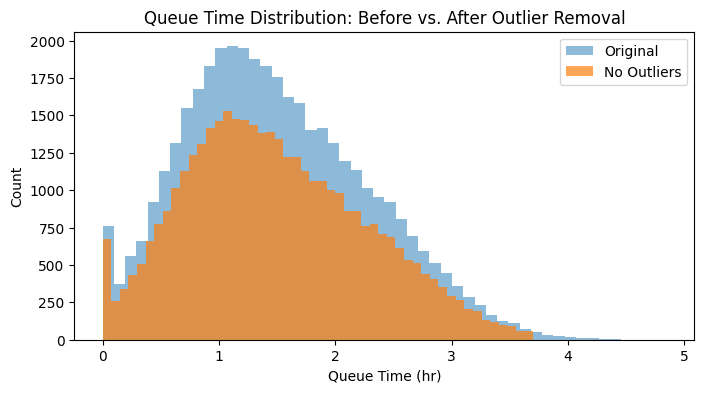 Queue Time Distribution: Before vs. After Outlier Removal
Original
No Outliers
Count
2000
1750
1500
1250
1000
750
500
250
0
0 1 2 3 4 5
Queue Time (hr)